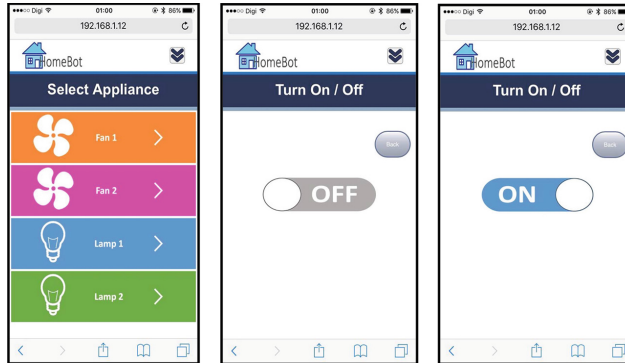 Digi 01:00 86%
192.168.1.12
HomeBot
Select Appliance
Fan 1
Fan 2
Lamp 1
Lamp 2
Digi 01:00 86%
192.168.1.12
HomeBot
Turn On / Off
Back
OFF
Digi 01:00 86%
192.168.1.12
HomeBot
Turn On / Off
Back
ON